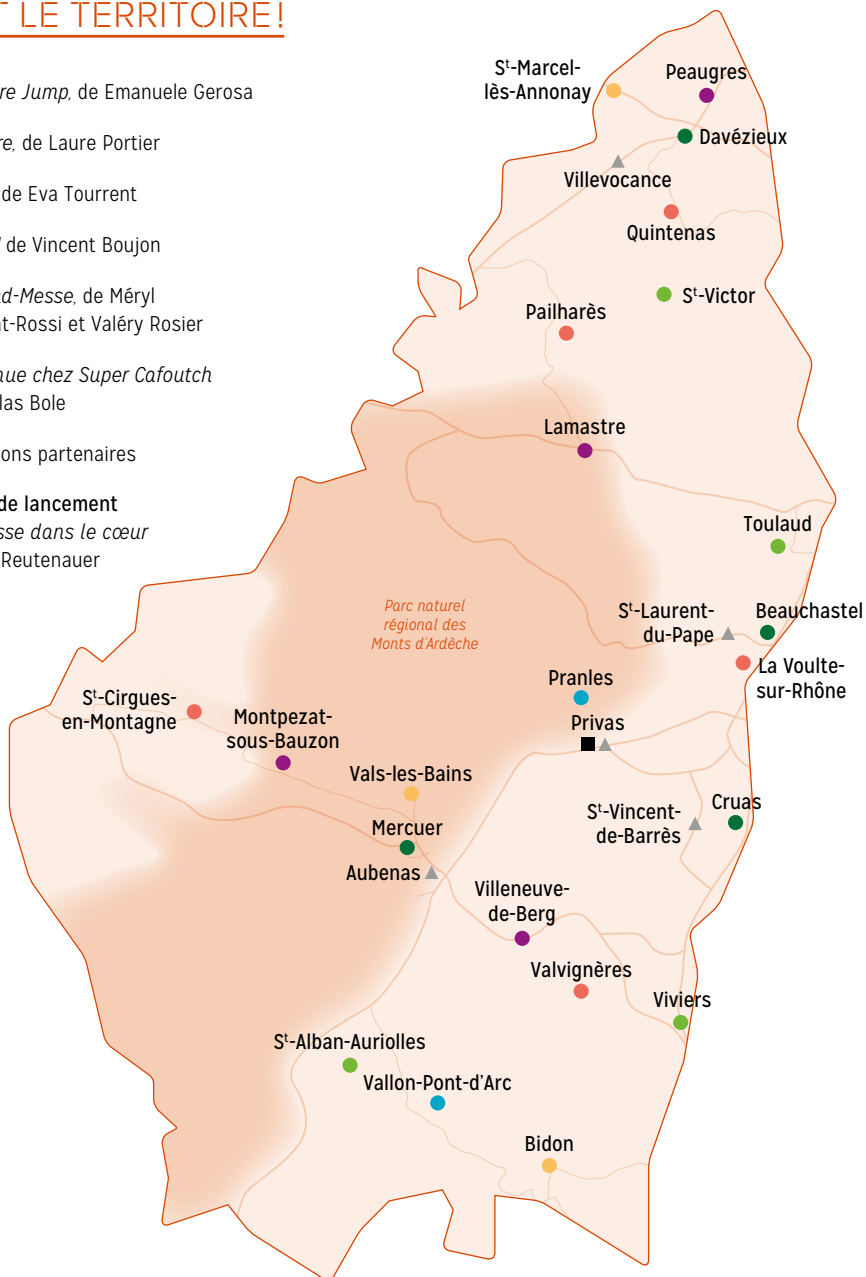 T LE TERRITOIRE !
re Jump, de Emanuele Gerosa
re, de Laure Portier
de Eva Tourrent
de Vincent Boujon
d-Messe, de Méryl
t-Rossi et Valéry Rosier
ue chez Super Cafoutch
las Bole
ons partenaires
de lancement
sse dans le cœur
Reutenauer
St-Marcel-
lès-Annonay
Peaugres
Davézieux
Villevocance
Quintenas
St-Victor
Pailharès
Lamastre
Toulaud
Parc naturel
régional des
Monts d'Ardèche
St-Laurent-
du-Pape
Beauchastel
La Voulte-
sur-Rhône
Pranles
Privas
St-Cirgues-
en-Montagne
Montpezat-
sous-Bauzon
Vals-les-Bains
Mercuer
Aubenas
St-Vincent-
de-Barrès
Cruas
Villeneuve-
de-Berg
Valvignères
Viviers
St-Alban-Auriolles
Vallon-Pont-d'Arc
Bidon